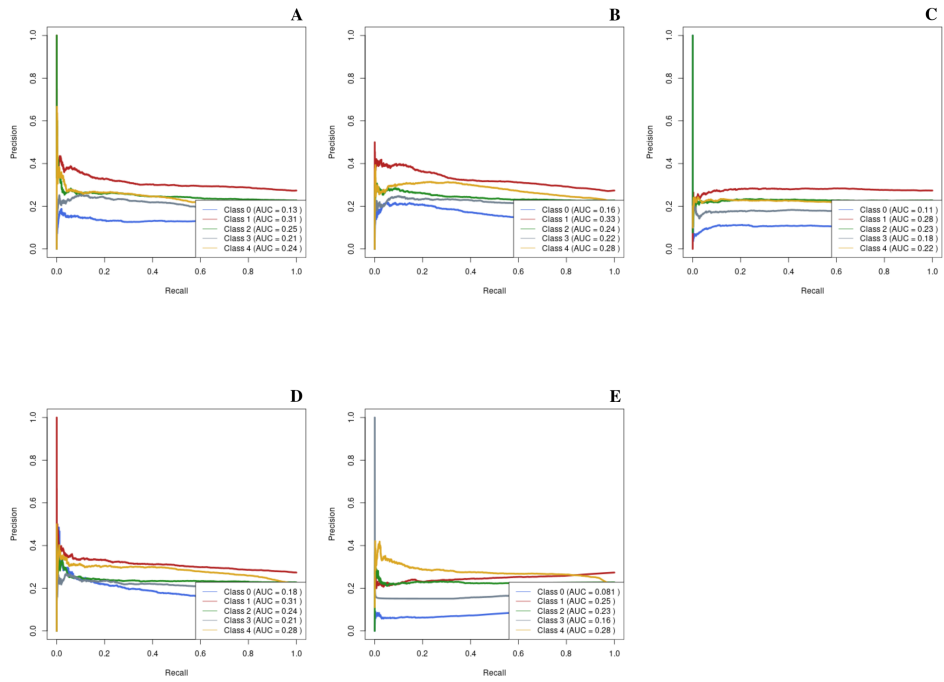 A
Precision
0.0 0.2 0.4 0.6 0.8 1.0
Class 0 (AUC = 0.13 )
Class 1 (AUC = 0.31 )
Class 2 (AUC = 0.25 )
Class 3 (AUC = 0.21 )
Class 4 (AUC = 0.24 )
0.0 0.2 0.4 0.6 0.8 1.0
Recall
B
Precision
0.0 0.2 0.4 0.6 0.8 1.0
Class 0 (AUC = 0.16 )
Class 1 (AUC = 0.33 )
Class 2 (AUC = 0.24 )
Class 3 (AUC = 0.22 )
Class 4 (AUC = 0.28 )
0.0 0.2 0.4 0.6 0.8 1.0
Recall
C
Precision
0.0 0.2 0.4 0.6 0.8 1.0
Class 0 (AUC = 0.11 )
Class 1 (AUC = 0.28 )
Class 2 (AUC = 0.23 )
Class 3 (AUC = 0.18 )
Class 4 (AUC = 0.22 )
0.0 0.2 0.4 0.6 0.8 1.0
Recall
D
Precision
0.0 0.2 0.4 0.6 0.8 1.0
Class 0 (AUC = 0.18 )
Class 1 (AUC = 0.31 )
Class 2 (AUC = 0.24 )
Class 3 (AUC = 0.21 )
Class 4 (AUC = 0.28 )
0.0 0.2 0.4 0.6 0.8 1.0
Recall
E
Precision
0.0 0.2 0.4 0.6 0.8 1.0
Class 0 (AUC = 0.081 )
Class 1 (AUC = 0.25 )
Class 2 (AUC = 0.23 )
Class 3 (AUC = 0.16 )
Class 4 (AUC = 0.28 )
0.0 0.2 0.4 0.6 0.8 1.0
Recall